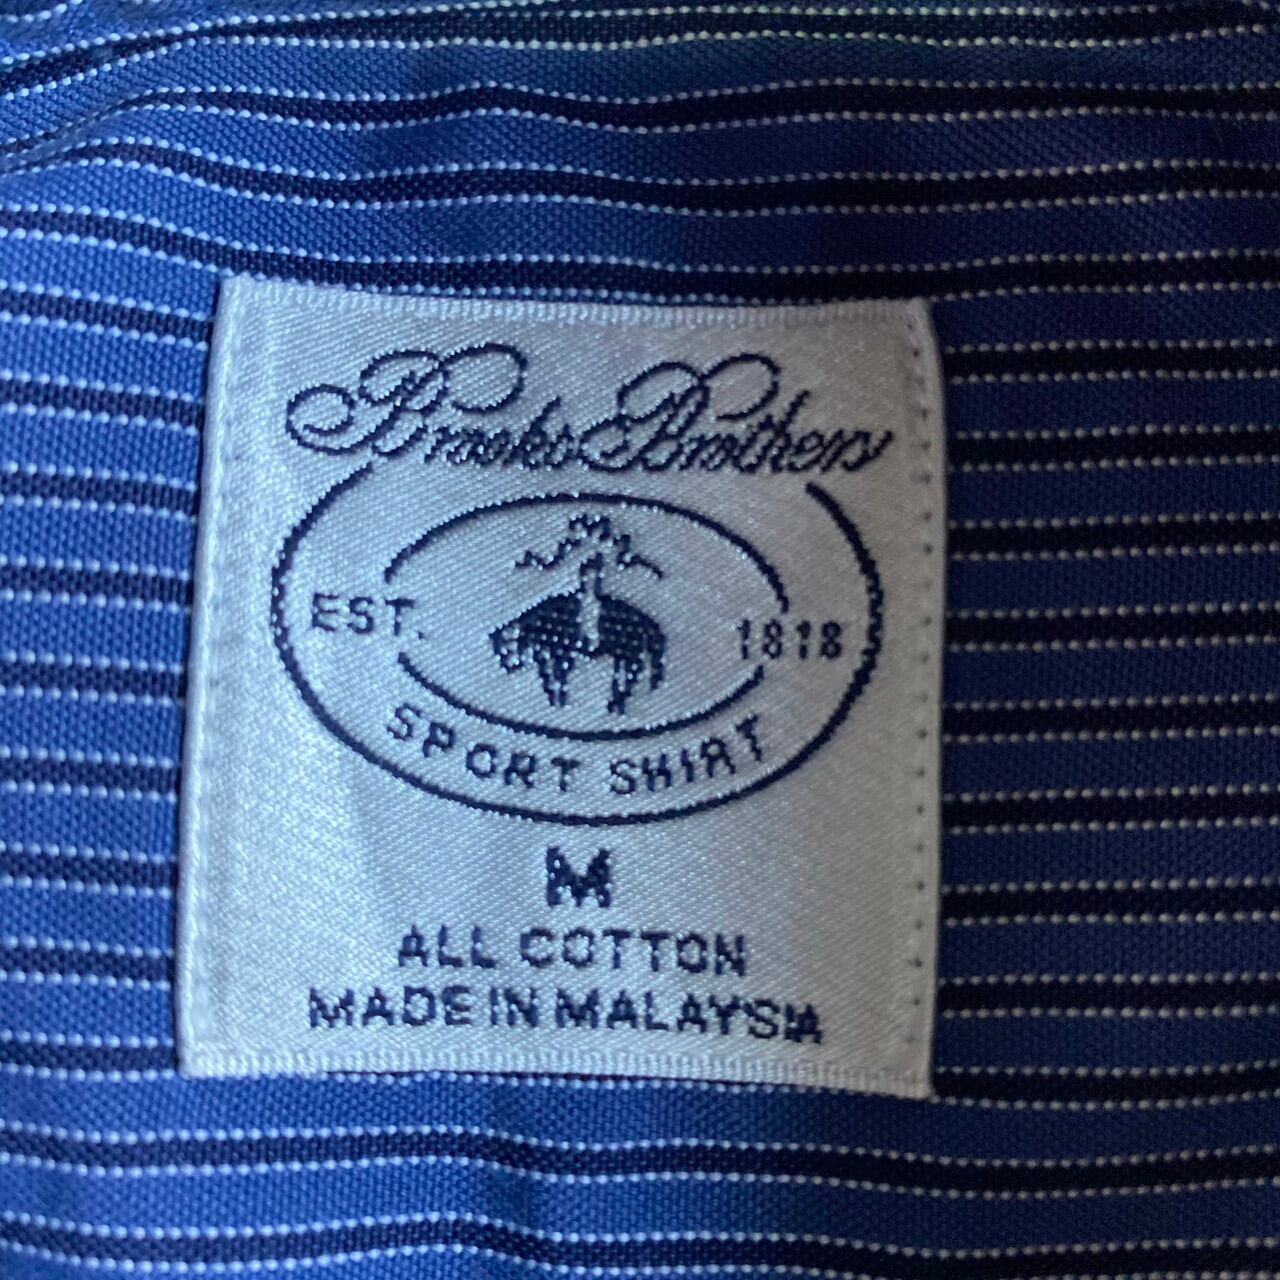 Brooks Brothers
EST. 1818
SPORT SHIRT
M
ALL COTTON
MADE IN MALAYSIA